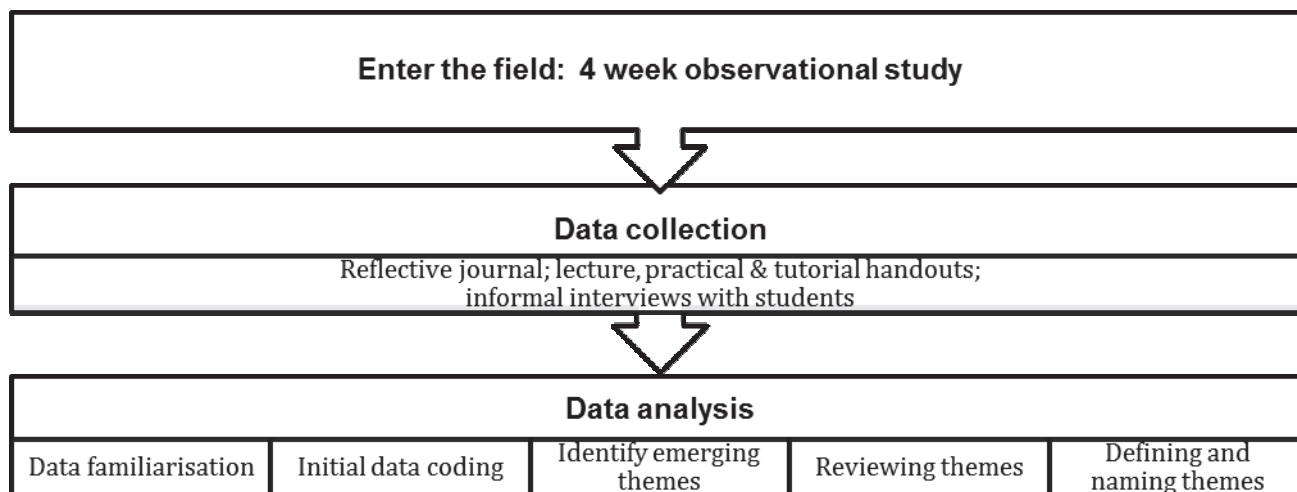 Enter the field: 4 week observational study
Data collection
Reflective journal; lecture, practical & tutorial handouts;
informal interviews with students
Data analysis
Data familiarisation
Initial data coding
Identify emerging
themes
Reviewing themes
Defining and
naming themes